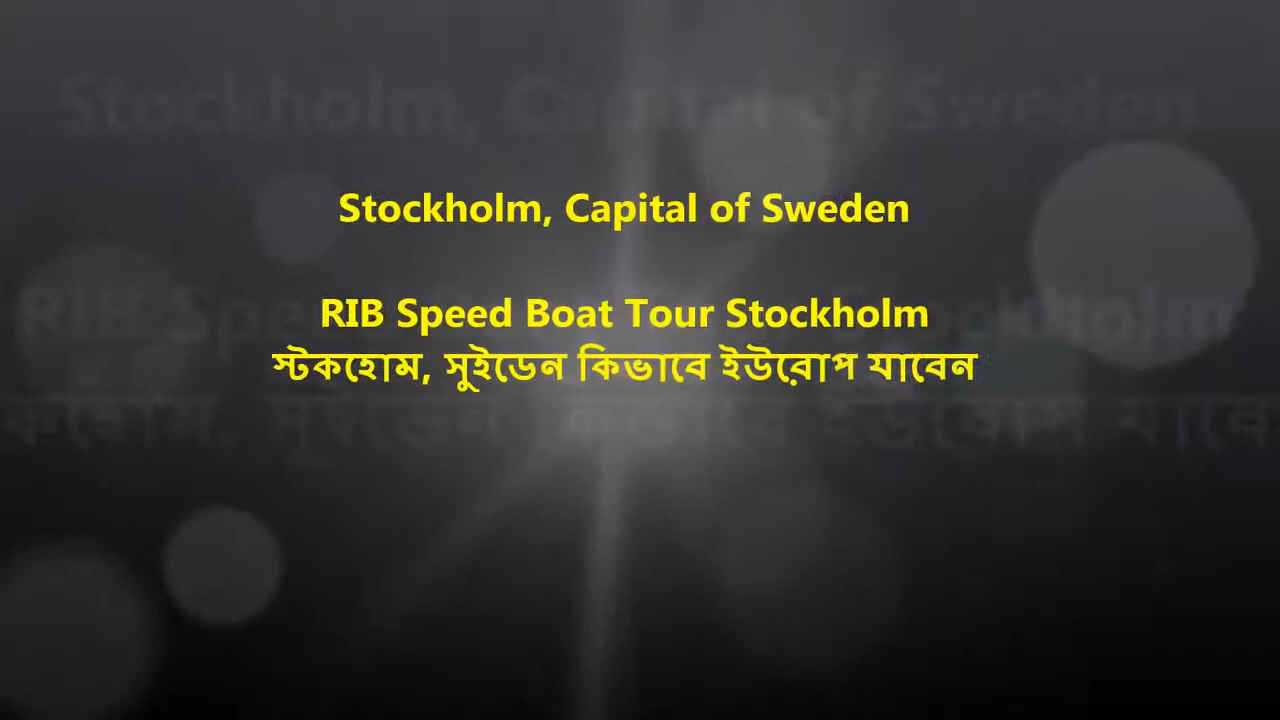 Stockholm, Capital of Sweden
RIB Speed Boat Tour Stockholm
স্টকহোম, সুইডেন কিভাবে ইউরোপ যাবেন